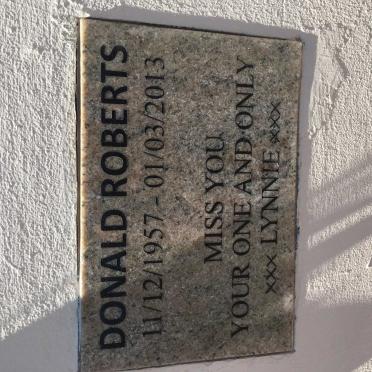 DONALD ROBERTS
11/12/1957 - 01/03/2013
MISS YOU
YOUR ONE AND ONLY
xxx LYNNIE xxx